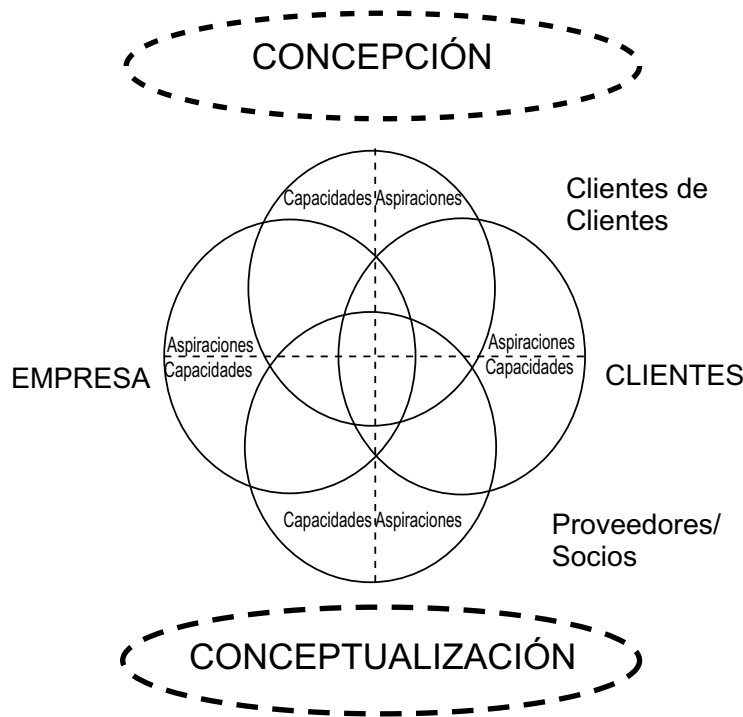 CONCEPCIÓN
Capacidades Aspiraciones
Clientes de
Clientes
Aspiraciones
Capacidades
EMPRESA
Aspiraciones
Capacidades
CLIENTES
Capacidades Aspiraciones
Proveedores/
Socios
CONCEPTUALIZACIÓN